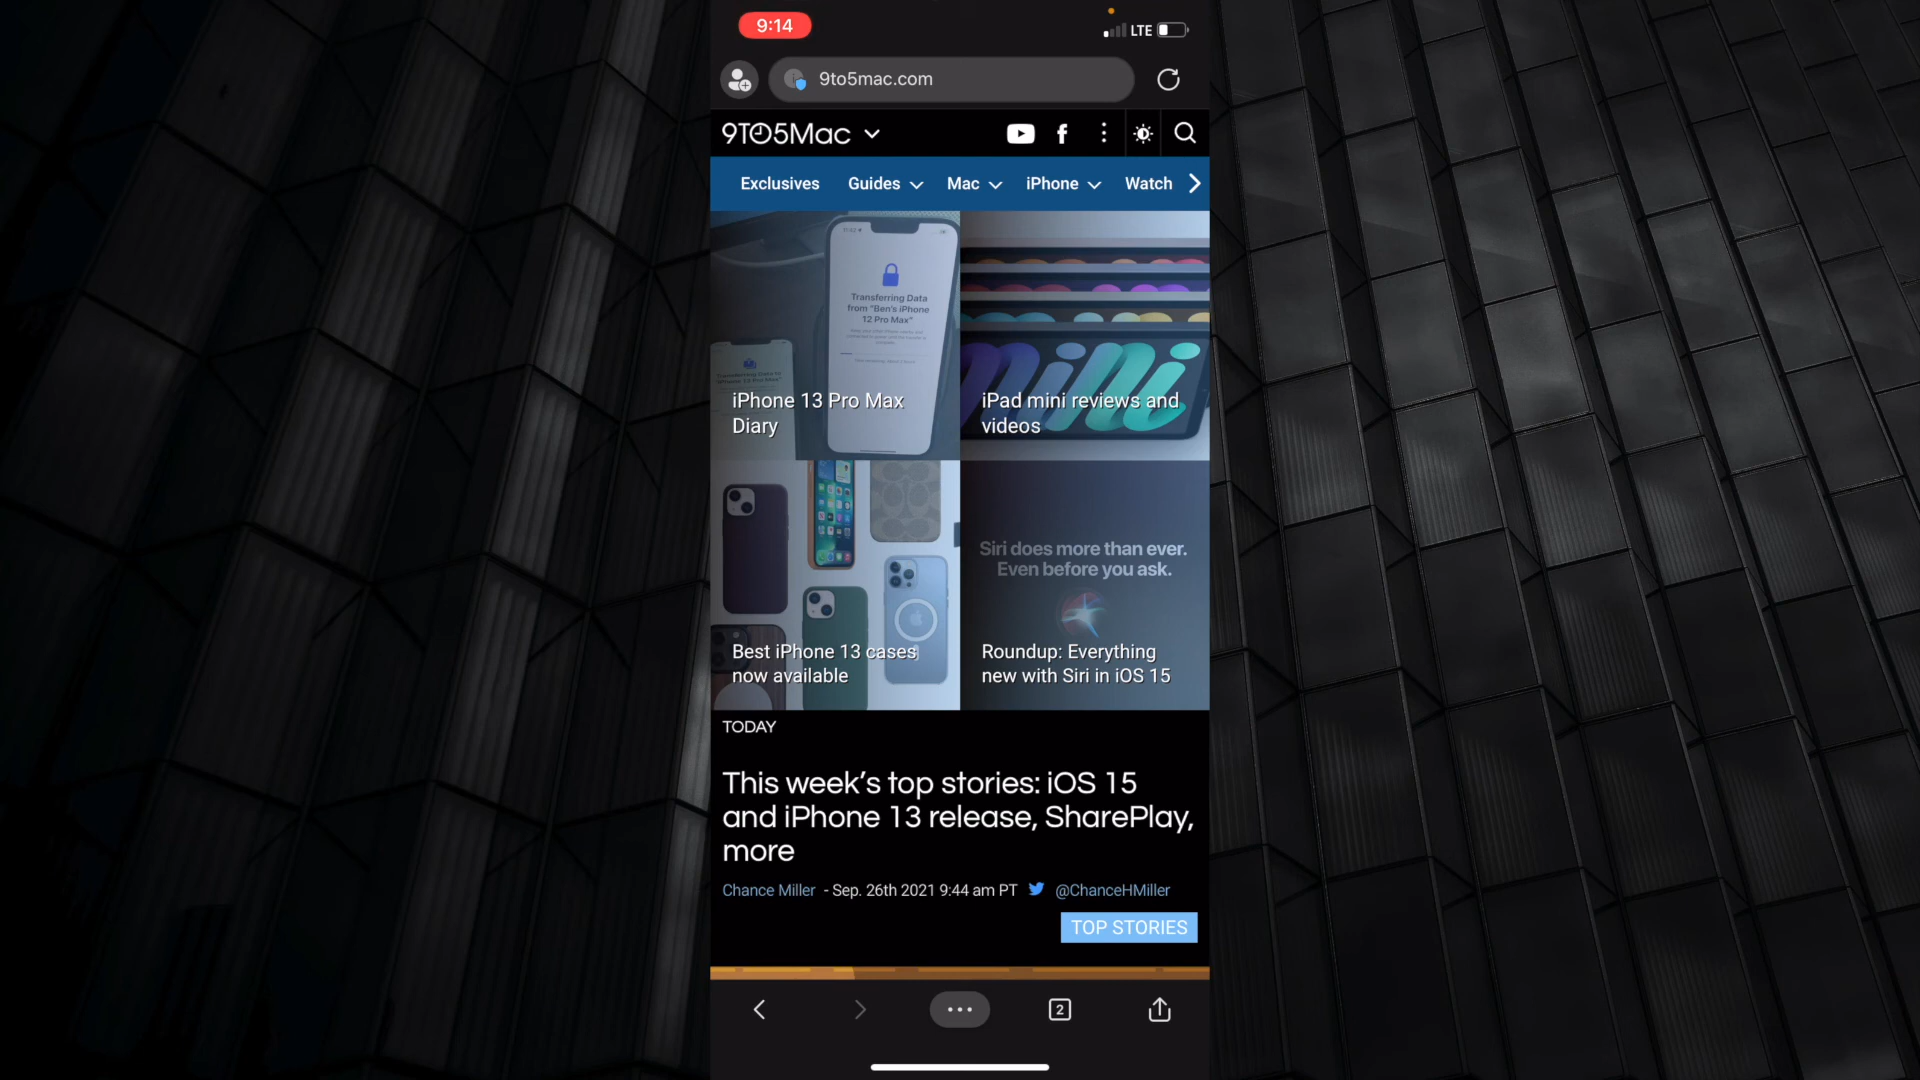 9:14
LTE
9to5mac.com
9TO5Mac
Exclusives Guides Mac iPhone Watch
Transferring Data
from "Ben's iPhone
12 Pro Max"
iPhone 13 Pro Max
Diary
mini
iPad mini reviews and
videos
Best iPhone 13 cases
now available
Siri does more than ever.
Even before you ask.
Roundup: Everything
new with Siri in iOS 15
TODAY
This week's top stories: iOS 15
and iPhone 13 release, SharePlay,
more
Chance Miller - Sep. 26th 2021 9:44 am PT @ChanceHMiller
TOP STORIES
2